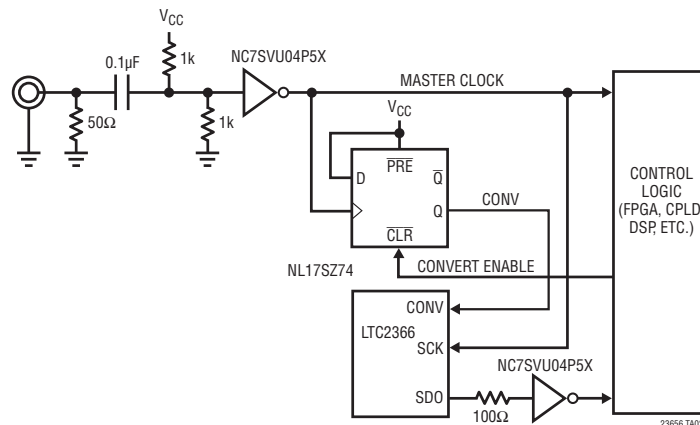 V_CC
NC7SVU04P5X
0.1µF
1k
MASTER CLOCK
50Ω
1k
V_CC
PRE
D
Q
CONV
Q
CLR
CONTROL
LOGIC
(FPGA, CPLD,
DSP, ETC.)
NL17SZ74
CONVERT ENABLE
CONV
LTC2366
SCK
NC7SVU04P5X
SDO
100Ω